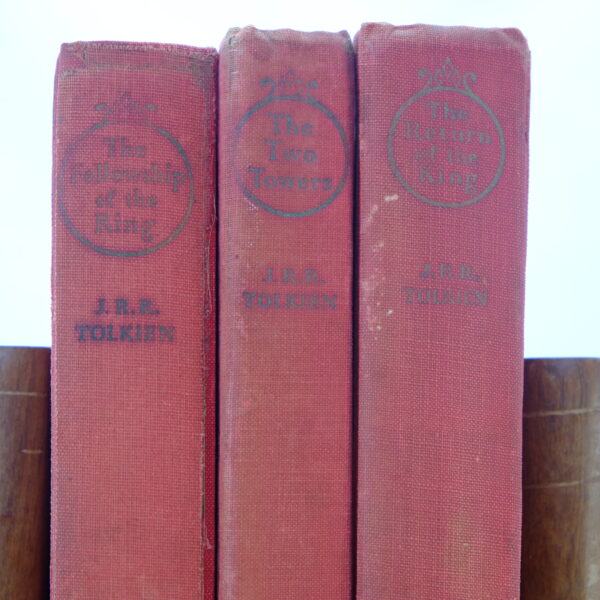 The
Fellowship
of the
Ring
J.R.R.
TOLKIEN
The
Two
Towers
J.R.R.
TOLKIEN
The
Return
of the
King
J.R.R.
TOLKIEN